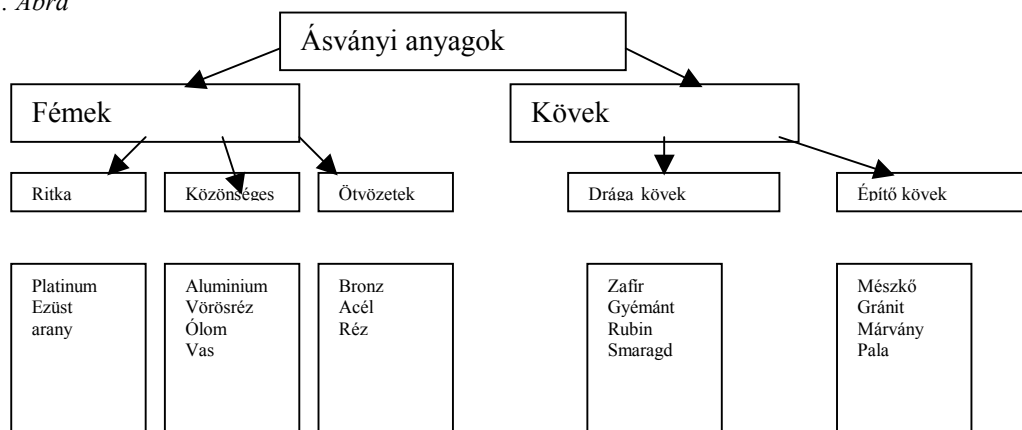 . Ábra
Ásványi anyagok
Fémek
Kövek
Ritka
Közönséges
Ötvözetek
Drága kövek
Építő kövek
Platinum
Ezüst
arany
Aluminium
Vörösréz
Ólom
Vas
Bronz
Acél
Réz
Zafír
Gyémánt
Rubin
Smaragd
Mészkő
Gránit
Márvány
Pala